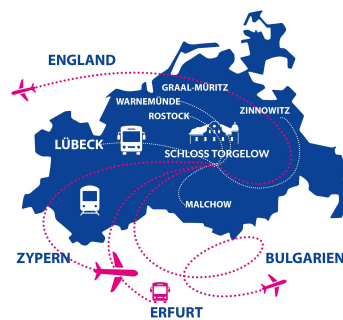 ENGLAND
GRAAL-MÜRITZ
WARNEMÜNDE
ZINNOWITZ
ROSTOCK
LÜBECK
SCHLOSS TORGELOW
MALCHOW
ZYPERN
BULGARIEN
ERFURT